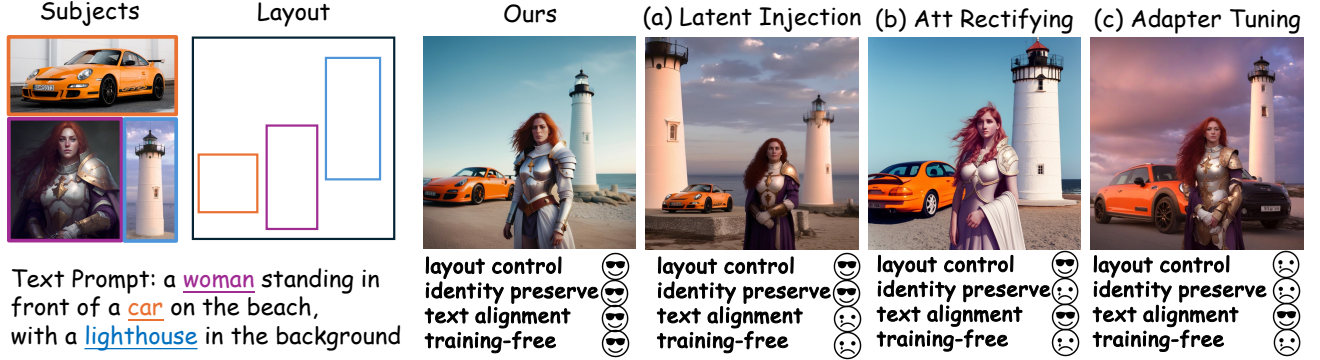 Subjects
Layout
Ours
(a) Latent Injection
(b) Att Rectifying
(c) Adapter Tuning
Text Prompt: a woman standing in
front of a car on the beach,
with a lighthouse in the background
layout control
identity preserve
text alignment
training-free
layout control
identity preserve
text alignment
training-free
layout control
identity preserve
text alignment
training-free
layout control
identity preserve
text alignment
training-free